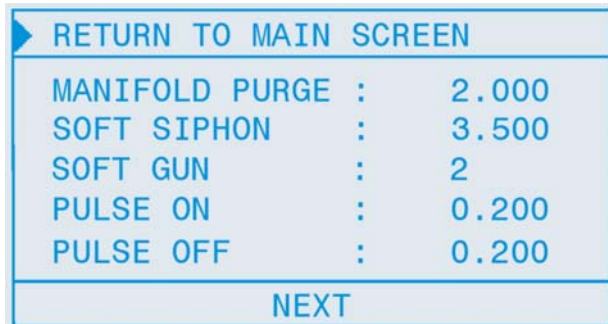 RETURN TO MAIN SCREEN
MANIFOLD PURGE : 2.000
SOFT SIPHON : 3.500
SOFT GUN : 2
PULSE ON : 0.200
PULSE OFF : 0.200
NEXT